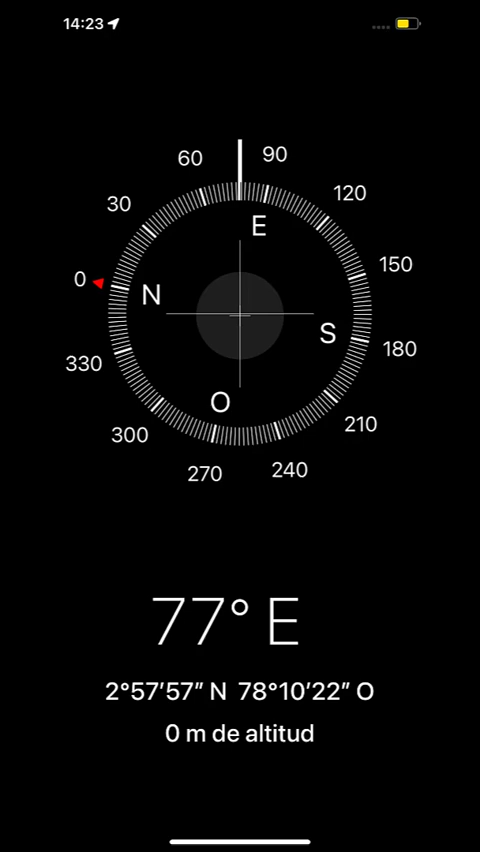 14:23
60 90
30 120
E
0 N 150
S
330 180
O
300 210
270 240
77° E
2°57′57″ N 78°10′22″ O
0 m de altitud